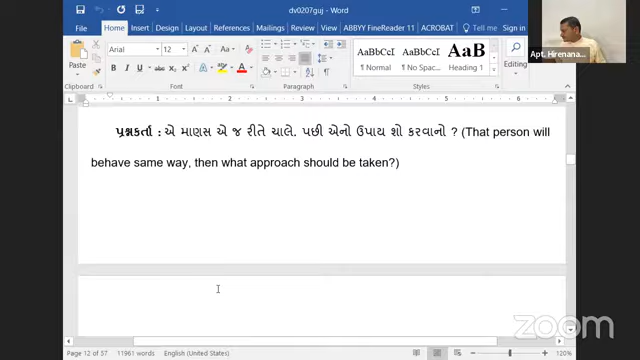 dv0207guj - Word
Sign in
File
Home
Insert
Design
Layout
References
Mailings
Review
View
ABBYY FineReader 11
ACROBAT
Tell me...
Sign in
Share
Arial
12
Paste
Clipboard
Font
Paragraph
Styles
AaBbCcI AaBbCcI AaB
¶ Normal ¶ No Spac... Heading 1
Editing
Apt. Hirenana...
પ્રશ્નકર્તા : એ માણસ એ જ રીતે ચાલે. પછી એનો ઉપાય શો કરવાનો ? (That person will
behave same way, then what approach should be taken?)
Page 12 of 57 11961 words English (United States) 120%
zoom